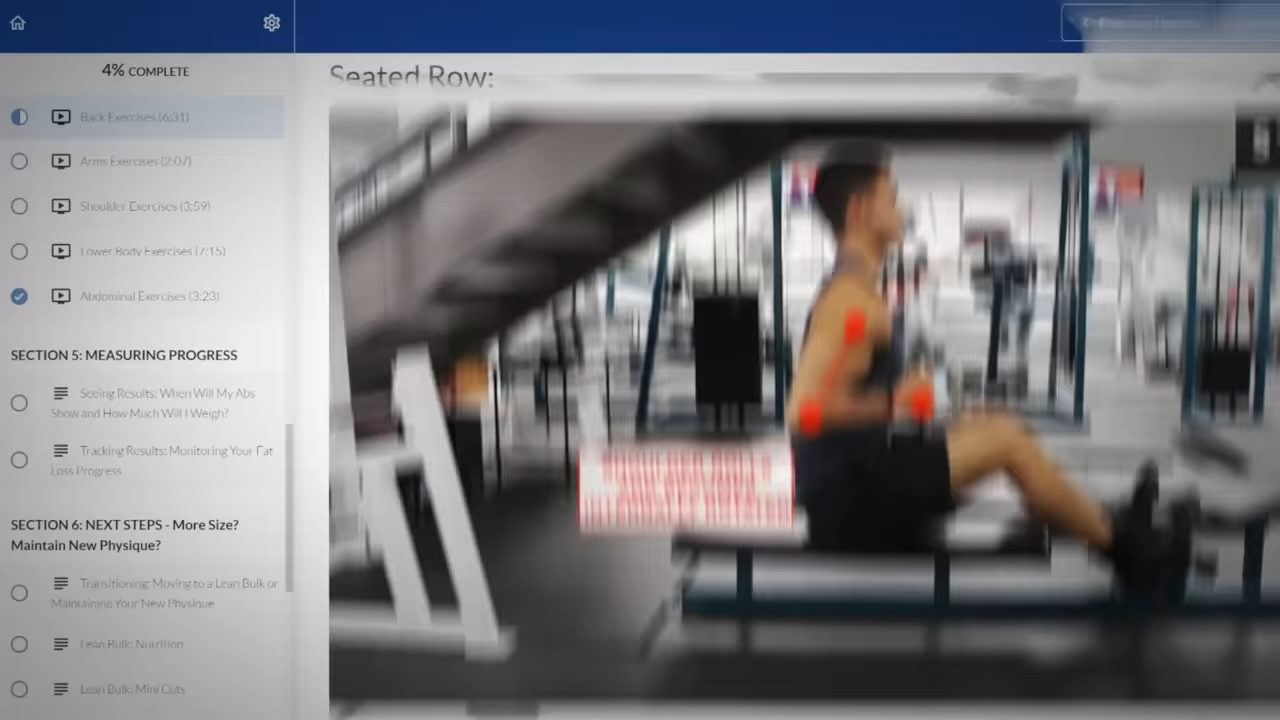 4% COMPLETE
Back Exercises (6:31)
Arms Exercises (2:07)
Shoulder Exercises (3:59)
Lower Body Exercises (7:15)
Abdominal Exercises (3:23)
SECTION 5: MEASURING PROGRESS
Seeing Results: When Will My Abs
Show and How Much Will I Weigh?
Tracking Results: Monitoring Your Fat
Loss Progress
SECTION 6: NEXT STEPS - More Size?
Maintain New Physique?
Transitioning: Moving to a Lean Bulk or
Maintaining Your New Physique
Lean Bulk: Nutrition
Lean Bulk: Mini Cuts
Seated Row: